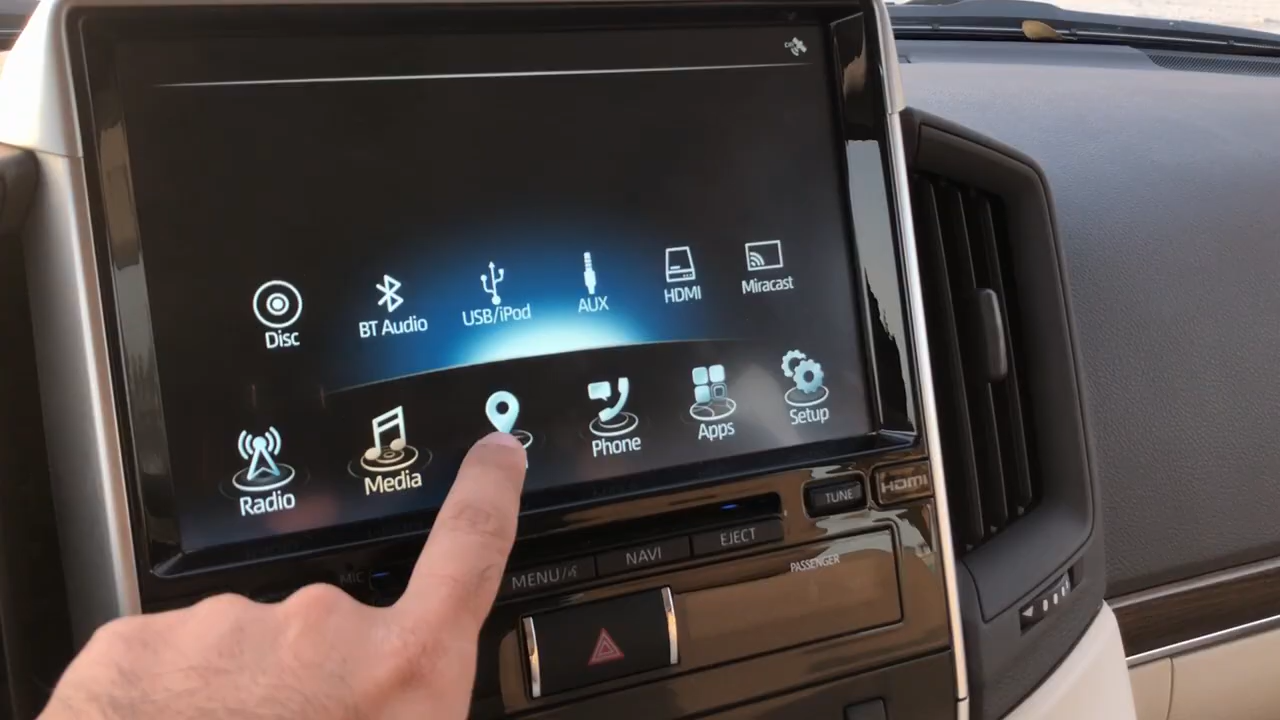 Disc
BT Audio
USB/iPod
AUX
HDMI
Miracast
Radio
Media
Phone
Apps
Setup
TUNE
HDMI
MIC
MENU/
NAVI
EJECT
PASSENGER